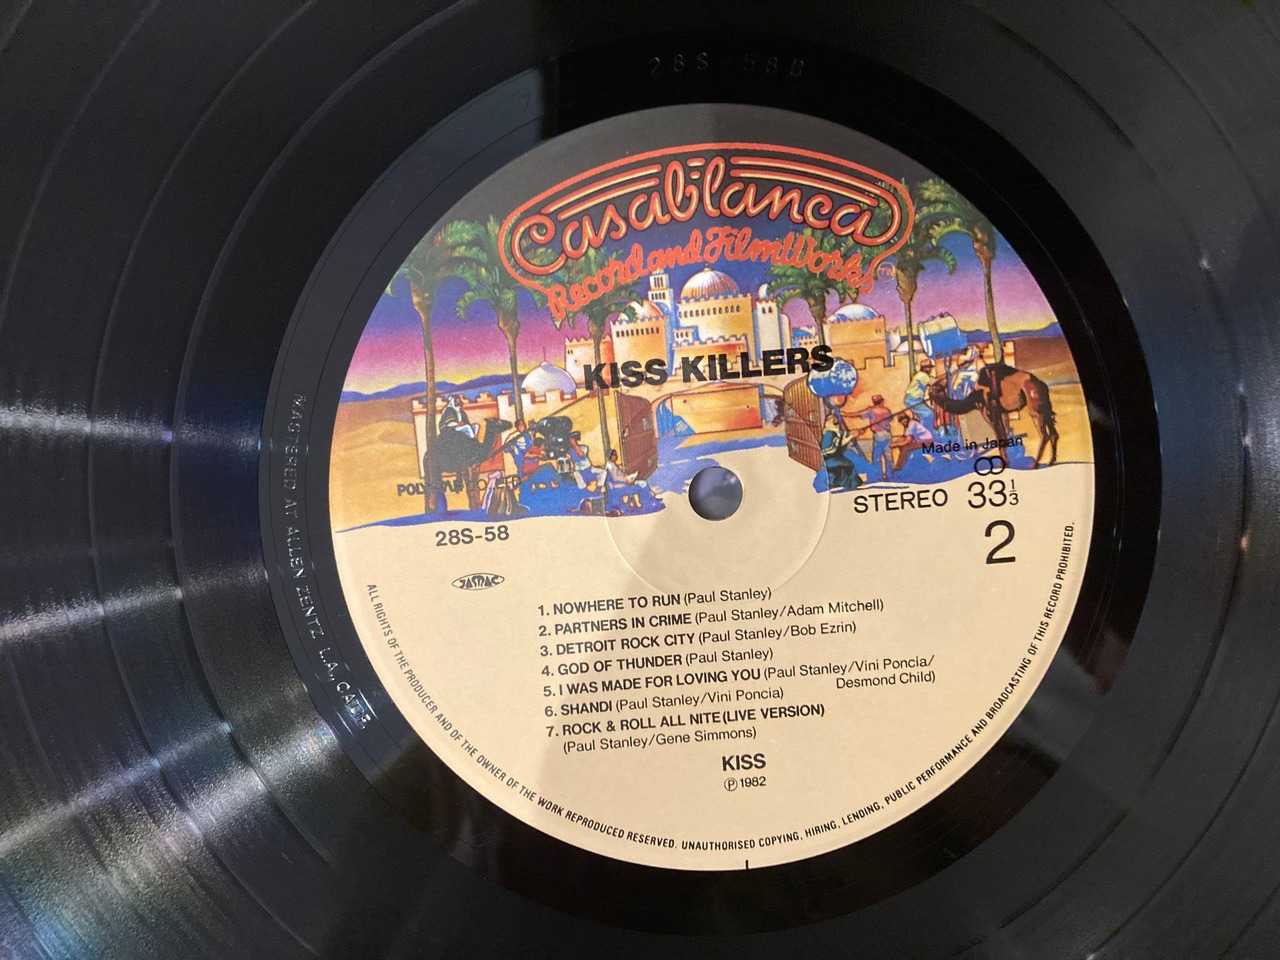 28S-58B
Casablanca
Record and FilmWorks
KISS KILLERS
Made in Japan
STEREO 33 1/3
28S-58
2
JASRAC
1. NOWHERE TO RUN (Paul Stanley)
2. PARTNERS IN CRIME (Paul Stanley/Adam Mitchell)
3. DETROIT ROCK CITY (Paul Stanley/Bob Ezrin)
4. GOD OF THUNDER (Paul Stanley)
5. I WAS MADE FOR LOVING YOU (Paul Stanley/Vini Poncia/
Desmond Child)
6. SHANDI (Paul Stanley/Vini Poncia)
7. ROCK & ROLL ALL NITE (LIVE VERSION)
(Paul Stanley/Gene Simmons)
KISS
Ⓟ 1982
ALL RIGHTS OF THE PRODUCER AND OF THE OWNER OF THE WORK REPRODUCED RESERVED. UNAUTHORISED COPYING, HIRING, LENDING, PUBLIC PERFORMANCE AND BROADCASTING OF THIS RECORD PROHIBITED.
MASTERED AT ALLEN ZENTZ, L.A., CALIF.